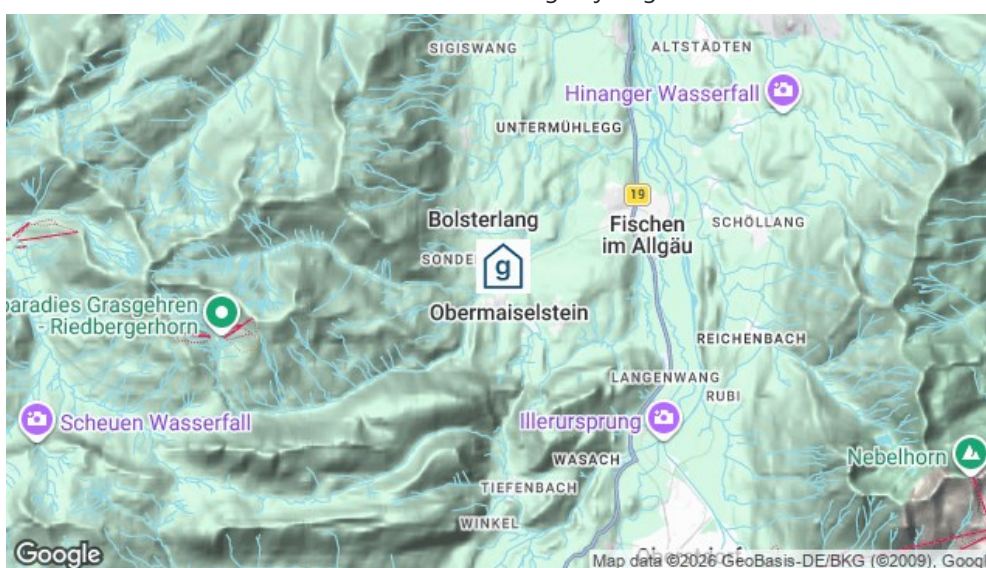 SIGISWANG
ALTSTÄDTEN
Hinanger Wasserfall
UNTERMÜHLEGG
19
Bolsterlang
Fischen
im Allgäu
SCHÖLLANG
SONDE
g
paradies Grasgehren
- Riedbergerhorn
Obermaiselstein
REICHENBACH
LANGENWANG
RUBI
Scheuen Wasserfall
Illerursprung
WASACH
Nebelhorn
TIEFENBACH
WINKEL
Google
Map data ©2026 GeoBasis-DE/BKG (©2009), Googl